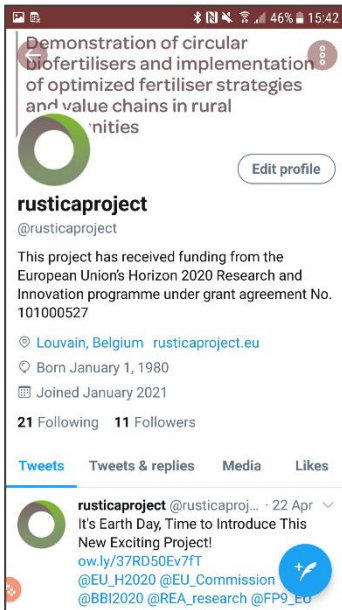 46% 15:42
Demonstration of circular
biofertilisers and implementation
of optimized fertiliser strategies
and value chains in rural
nities
Edit profile
rusticaproject
@rusticaproject
This project has received funding from the
European Union's Horizon 2020 Research and
Innovation programme under grant agreement No.
101000527
Louvain, Belgium rusticaproject.eu
Born January 1, 1980
Joined January 2021
21 Following 11 Followers
Tweets Tweets & replies Media Likes
rusticaproject @rusticaproj... · 22 Apr
It's Earth Day, Time to Introduce This
New Exciting Project!
ow.ly/37RD50Ev7fT
@EU_H2020 @EU_Commission
@BBI2020 @REA_research @FP9_EU